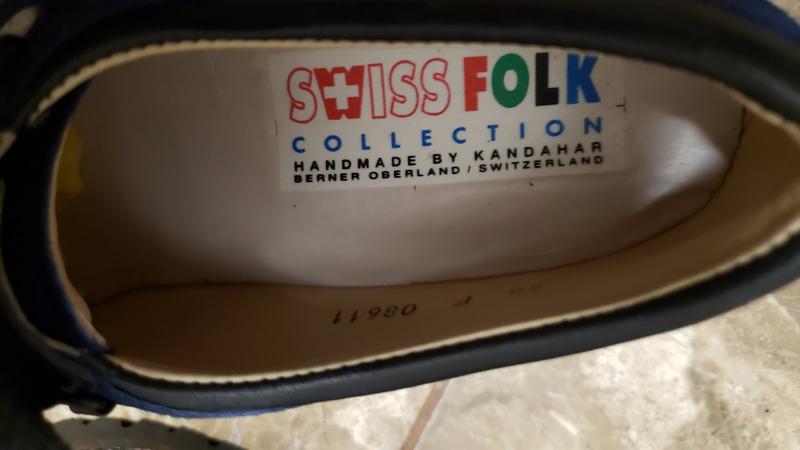 SWISS FOLK
COLLECTION
HANDMADE BY KANDAHAR
BERNER OBERLAND / SWITZERLAND
08611